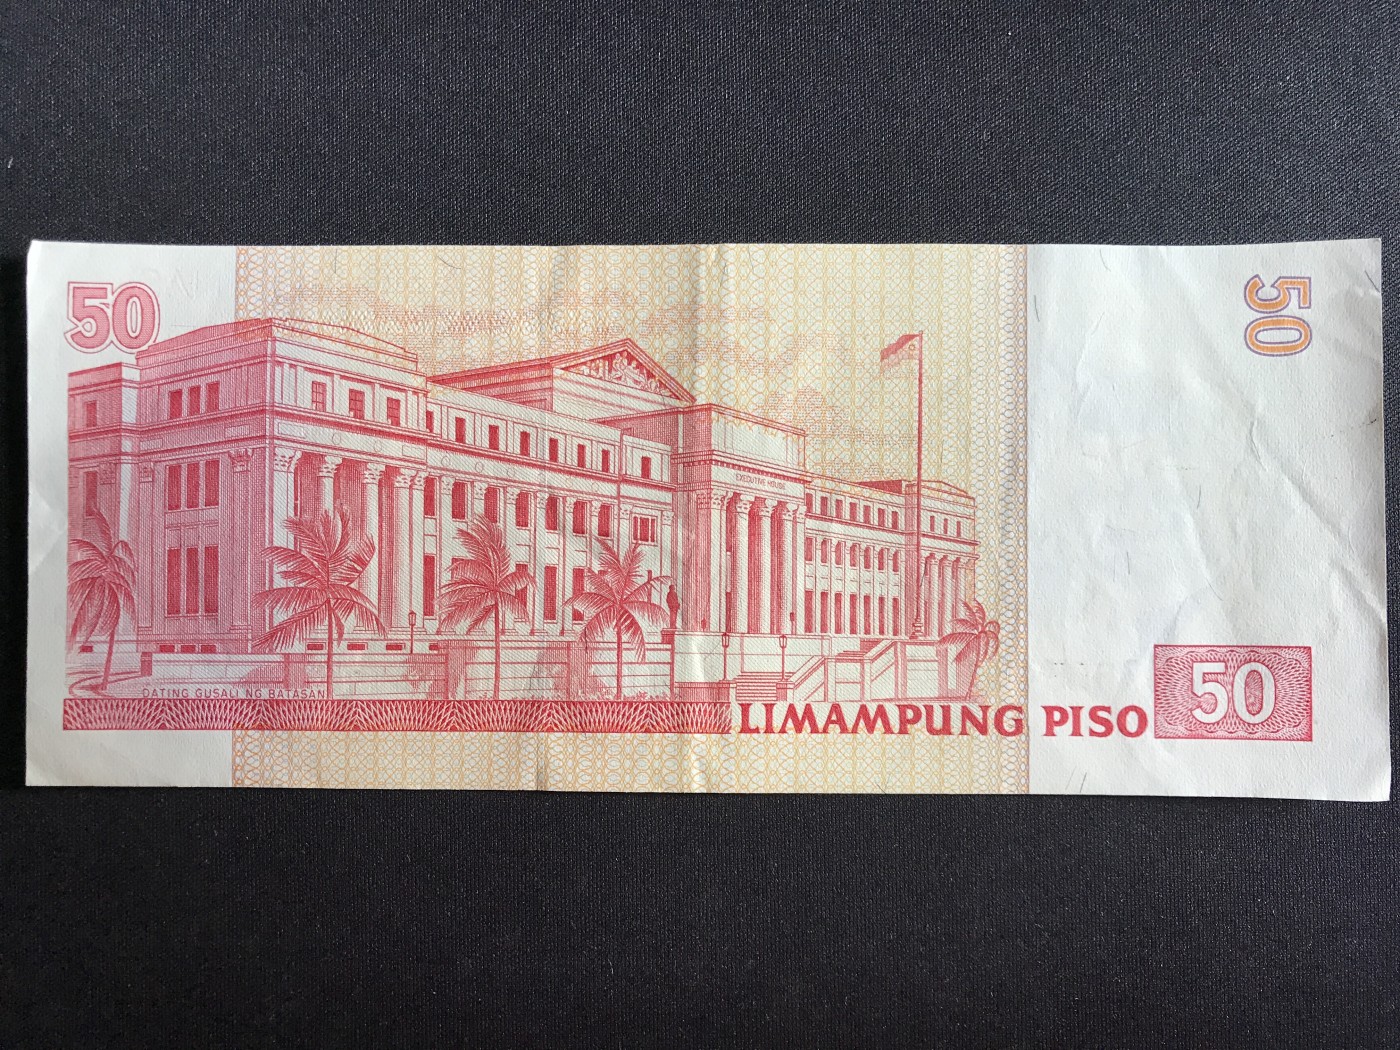 50
50
EXECUTIVE HOUSE
DATING GUSALI NG BATASAN
LIMAMPUNG PISO
50